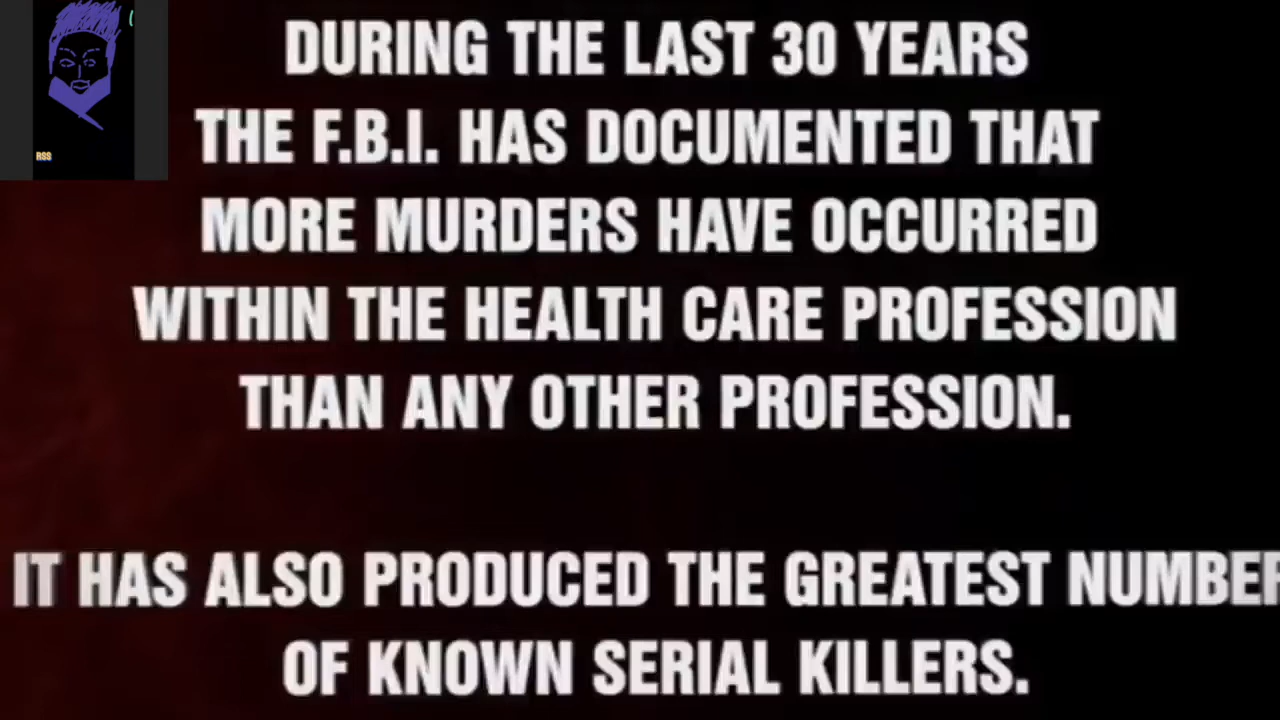 DURING THE LAST 30 YEARS
THE F.B.I. HAS DOCUMENTED THAT
MORE MURDERS HAVE OCCURRED
WITHIN THE HEALTH CARE PROFESSION
THAN ANY OTHER PROFESSION.
IT HAS ALSO PRODUCED THE GREATEST NUMBER
OF KNOWN SERIAL KILLERS.
RSS